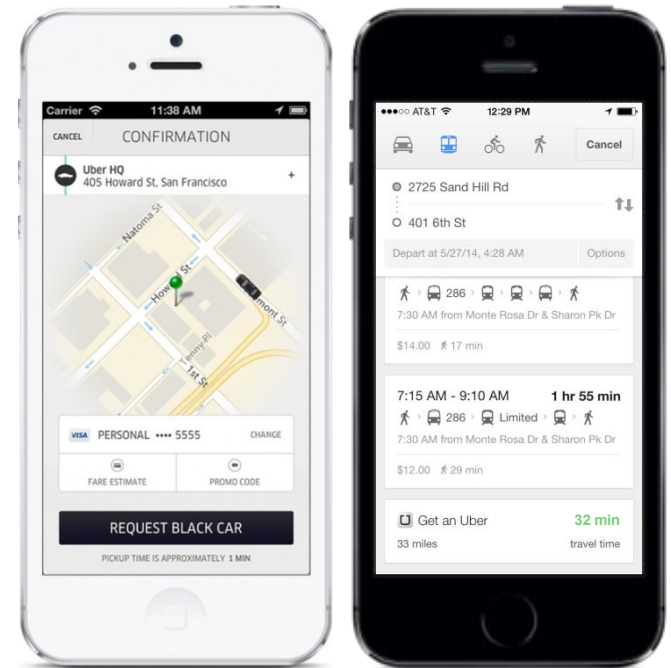 Carrier 11:38 AM
CANCEL CONFIRMATION
Uber HQ
405 Howard St, San Francisco +
Natoma St
Howard St
mont St
Tenny Pl
1st St
VISA PERSONAL •••• 5555 CHANGE
FARE ESTIMATE PROMO CODE
REQUEST BLACK CAR
PICKUP TIME IS APPROXIMATELY 1 MIN
AT&T 12:29 PM
Cancel
2725 Sand Hill Rd
401 6th St
Depart at 5/27/14, 4:28 AM Options
286
7:30 AM from Monte Rosa Dr & Sharon Pk Dr
$14.00 17 min
7:15 AM - 9:10 AM 1 hr 55 min
286 Limited
7:30 AM from Monte Rosa Dr & Sharon Pk Dr
$12.00 29 min
Get an Uber 32 min
33 miles travel time